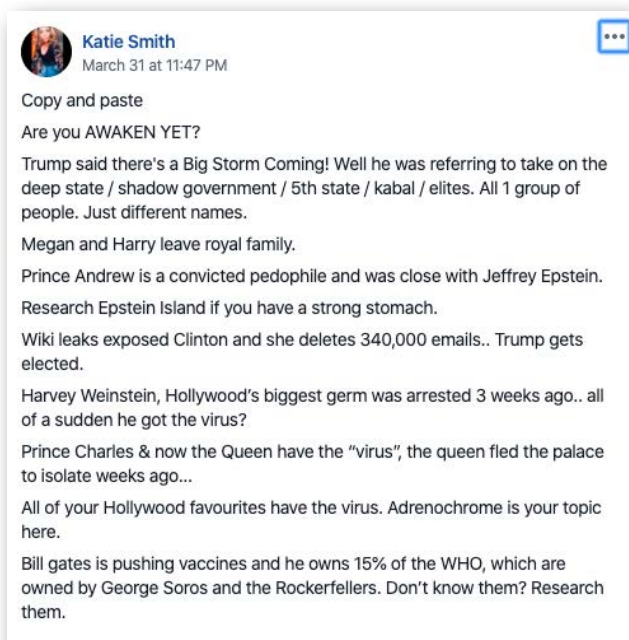 Katie Smith
March 31 at 11:47 PM
Copy and paste
Are you AWAKEN YET?
Trump said there's a Big Storm Coming! Well he was referring to take on the
deep state / shadow government / 5th state / kabal / elites. All 1 group of
people. Just different names.
Megan and Harry leave royal family.
Prince Andrew is a convicted pedophile and was close with Jeffrey Epstein.
Research Epstein Island if you have a strong stomach.
Wiki leaks exposed Clinton and she deletes 340,000 emails.. Trump gets
elected.
Harvey Weinstein, Hollywood's biggest germ was arrested 3 weeks ago.. all
of a sudden he got the virus?
Prince Charles & now the Queen have the “virus”, the queen fled the palace
to isolate weeks ago...
All of your Hollywood favourites have the virus. Adrenochrome is your topic
here.
Bill gates is pushing vaccines and he owns 15% of the WHO, which are
owned by George Soros and the Rockerfellers. Don't know them? Research
them.